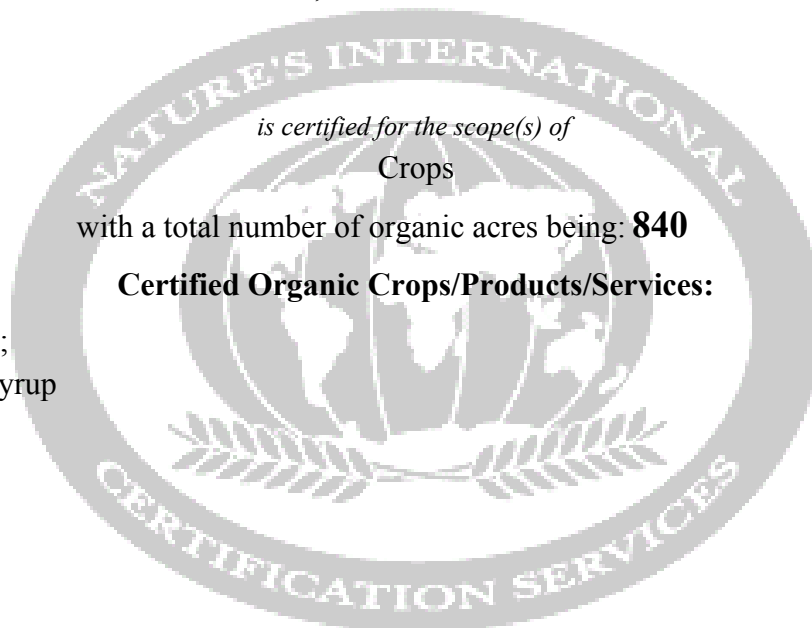 NATURE'S INTERNATIONAL
is certified for the scope(s) of
Crops
with a total number of organic acres being: 840
Certified Organic Crops/Products/Services:
;
yrup
CERTIFICATION SERVICES